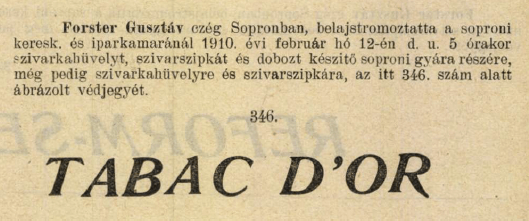 Forster Gusztáv czég Sopronban, belajstromoztatta a soproni
keresk. és iparkamaránál 1910. évi február hó 12-én d. u. 5 órakor
szivarkahüvelyt, szivarszipkát és dobozt készitő soproni gyára részére,
még pedig szivarkahüvelyre és szivarszipkára, az itt 346. szám alatt
ábrázolt védjegyét.
346.
TABAC D'OR